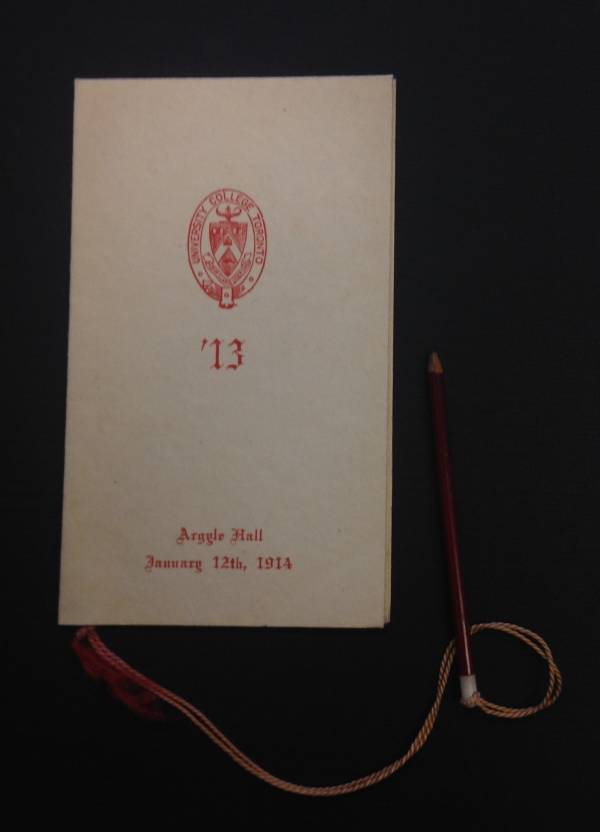 UNIVERSITY COLLEGE TORONTO
'13
Argyle Hall
January 12th, 1914